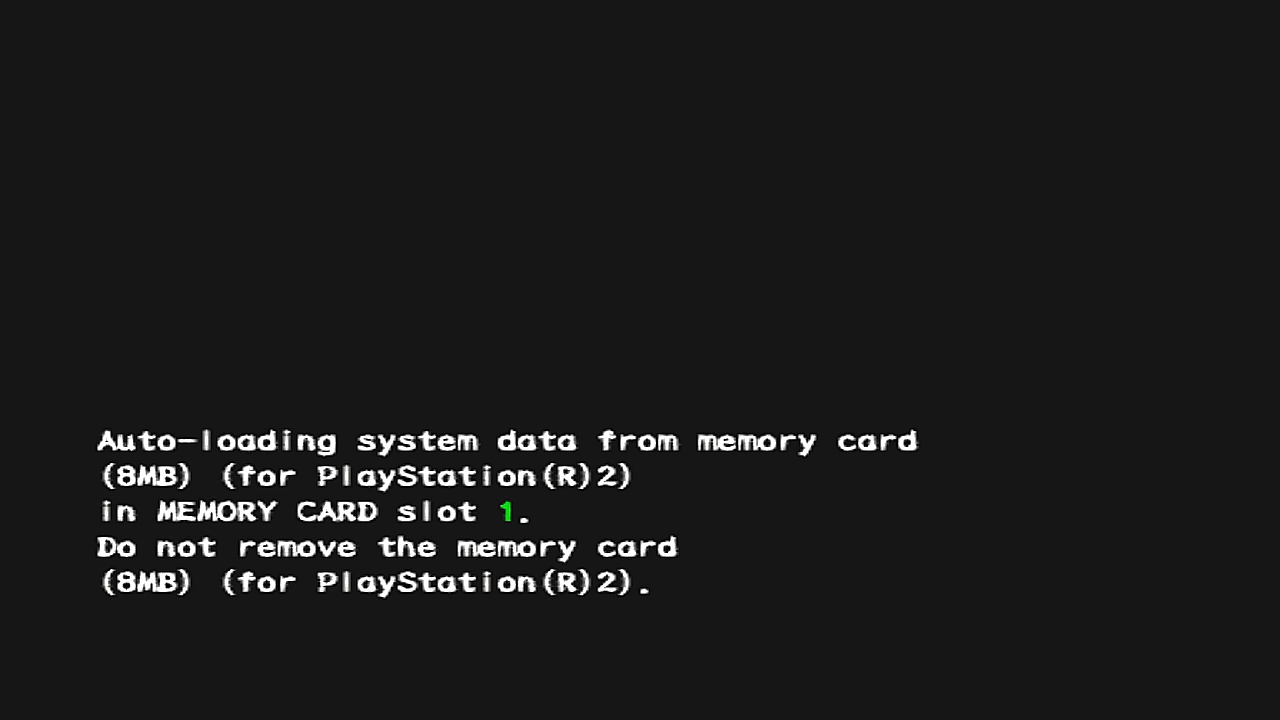 Auto-loading system data from memory card
(8MB) (for PlayStation(R)2)
in MEMORY CARD slot 1.
Do not remove the memory card
(8MB) (for PlayStation(R)2).